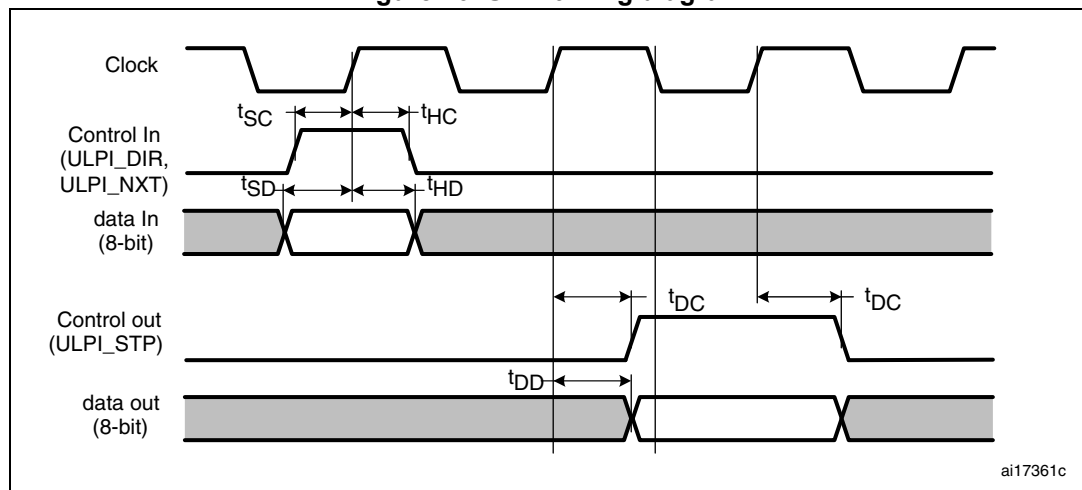 Clock
tSC
tHC
Control In
(ULPI_DIR,
ULPI_NXT)
tSD
tHD
data In
(8-bit)
tDC
tDC
Control out
(ULPI_STP)
tDD
data out
(8-bit)
ai17361c